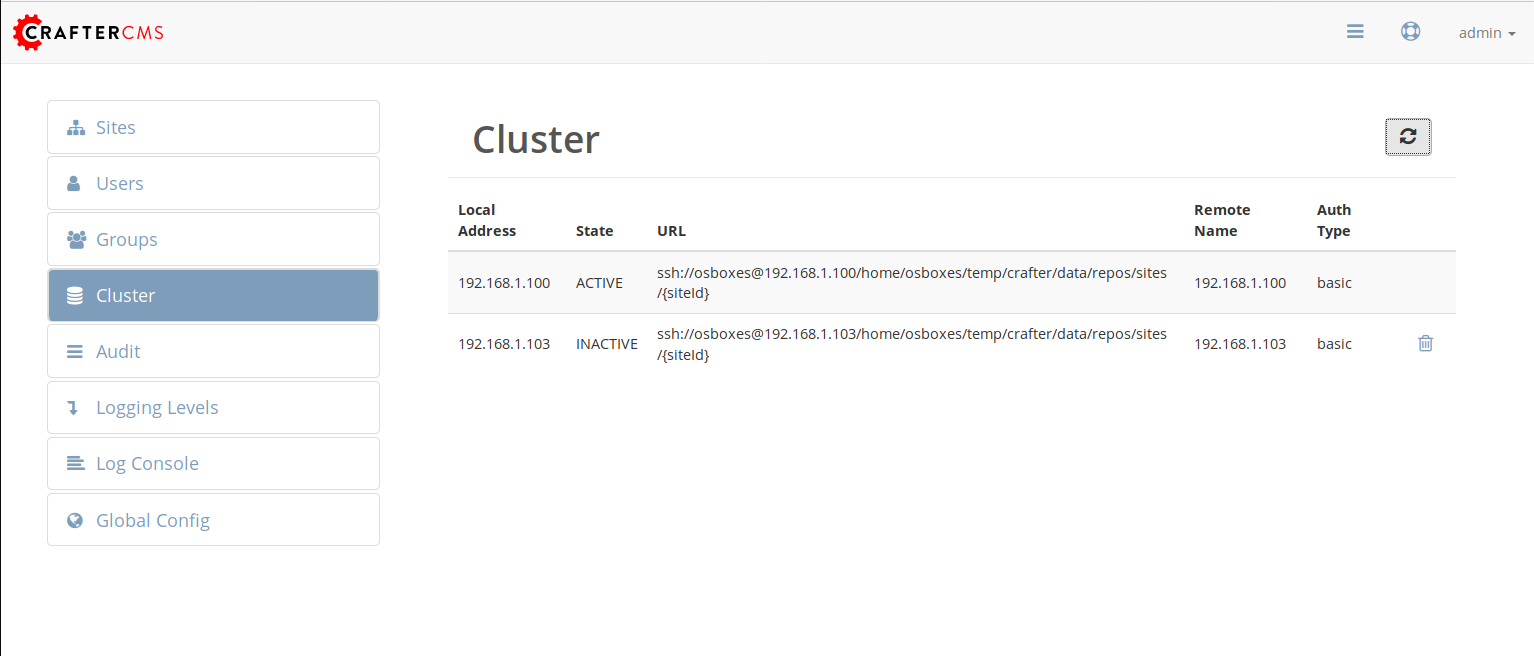 CRAFTERCMS
admin
Sites
Users
Groups
Cluster
Audit
Logging Levels
Log Console
Global Config
Cluster
Local Address State URL Remote Name Auth Type
192.168.1.100 ACTIVE ssh://osboxes@192.168.1.100/home/osboxes/temp/crafter/data/repos/sites
/{siteId} 192.168.1.100 basic
192.168.1.103 INACTIVE ssh://osboxes@192.168.1.103/home/osboxes/temp/crafter/data/repos/sites
/{siteId} 192.168.1.103 basic